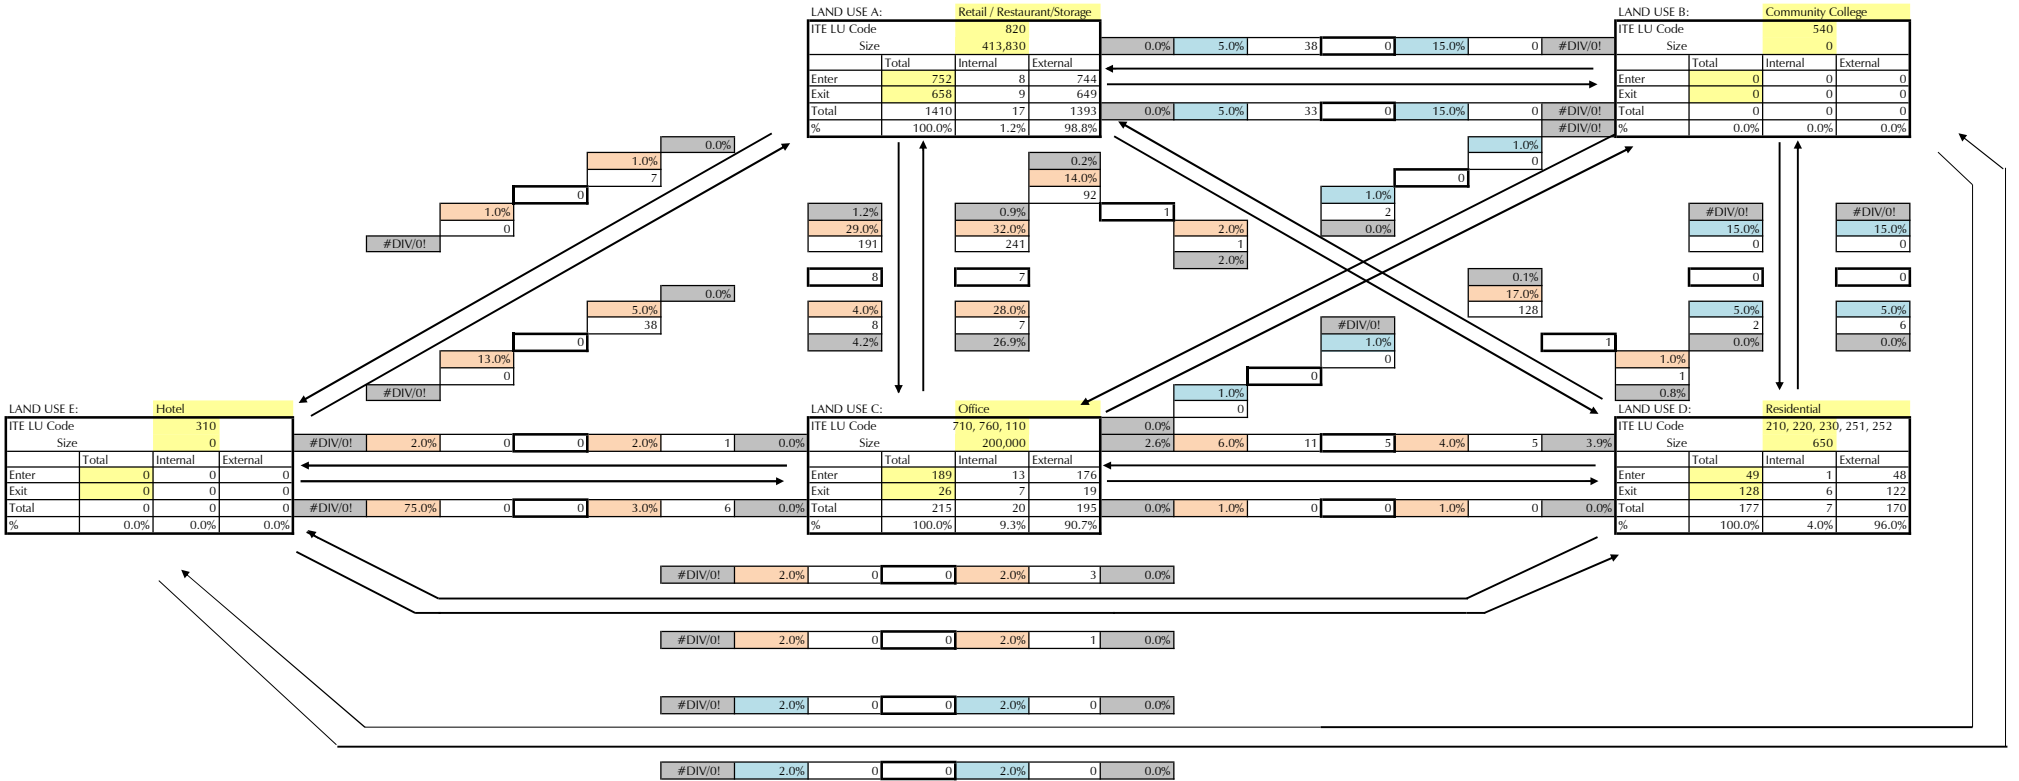 LAND USE A: Retail / Restaurant/Storage LAND USE B: Community College
ITE LU Code 820 ITE LU Code 540
Size 413,830 0.0% 5.0% 38 0 15.0% 0 #DIV/0! Size 0
Total Internal External Total Internal External
Enter 752 8 744 Enter 0 0 0
Exit 658 9 649 Exit 0 0 0
Total 1410 17 1393 0.0% 5.0% 33 0 15.0% 0 #DIV/0! Total 0 0 0
% 100.0% 1.2% 98.8% #DIV/0! % 0.0% 0.0% 0.0%
0.0% 1.0%
1.0% 0.2% 0
7 14.0% 0
0 92 1.0%
1.0% 1.2% 0.9% 1 2 #DIV/0! #DIV/0!
0 29.0% 32.0% 2.0% 0.0% 15.0% 15.0%
#DIV/0! 191 241 1 0 0
2.0%
8 7 0.1% 0 0
0.0% 17.0%
5.0% 4.0% 28.0% 128 5.0% 5.0%
38 8 7 #DIV/0! 2 6
0 4.2% 26.9% 1.0% 1 0.0% 0.0%
13.0% 0 1.0%
0 0 1
#DIV/0! 1.0% 0.8%
LAND USE E: Hotel LAND USE C: Office 0 LAND USE D: Residential
ITE LU Code 310 ITE LU Code 710, 760, 110 0.0% ITE LU Code 210, 220, 230, 251, 252
Size 0 #DIV/0! 2.0% 0 0 2.0% 1 0.0% Size 200,000 2.6% 6.0% 11 5 4.0% 5 3.9% Size 650
Total Internal External Total Internal External Total Internal External
Enter 0 0 0 Enter 189 13 176 Enter 49 1 48
Exit 0 0 0 Exit 26 7 19 Exit 128 6 122
Total 0 0 0 #DIV/0! 75.0% 0 0 3.0% 6 0.0% Total 215 20 195 0.0% 1.0% 0 0 1.0% 0 0.0% Total 177 7 170
% 0.0% 0.0% 0.0% % 100.0% 9.3% 90.7% % 100.0% 4.0% 96.0%
#DIV/0! 2.0% 0 0 2.0% 3 0.0%
#DIV/0! 2.0% 0 0 2.0% 1 0.0%
#DIV/0! 2.0% 0 0 2.0% 0 0.0%
#DIV/0! 2.0% 0 0 2.0% 0 0.0%